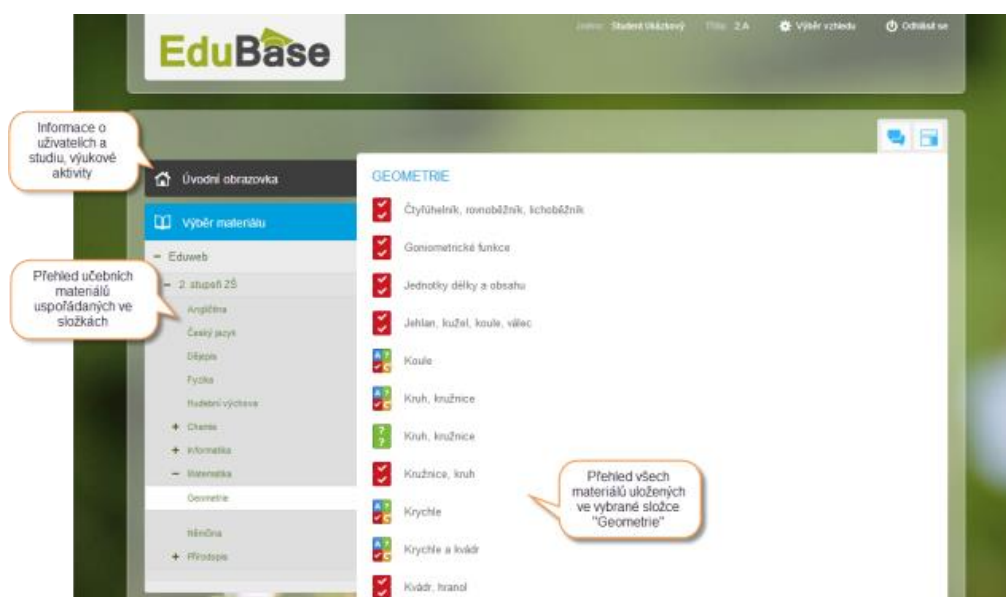 EduBase
Jméno: Student Ukázkový Třída: 2.A Výběr vzhledu Odhlásit se
Informace o
uživatelích a
studiu, výukové
aktivity
Úvodní obrazovka
Výběr materiálu
Eduweb
2. stupeň ZŠ
Angličtina
Český jazyk
Dějepis
Fyzika
Hudební výchova
Chemie
Informatika
Matematika
Geometrie
Němčina
Přírodopis
Přehled učebních
materiálů
uspořádaných ve
složkách
GEOMETRIE
Čtyřúhelník, rovnoběžník, lichoběžník
Goniometrické funkce
Jednotky délky a obsahu
Jehlan, kužel, koule, válec
Koule
Kruh, kružnice
Kruh, kružnice
Kružnice, kruh
Krychle
Krychle a kvádr
Kvádr, hranol
Přehled všech
materiálů uložených
ve vybrané složce
"Geometrie"